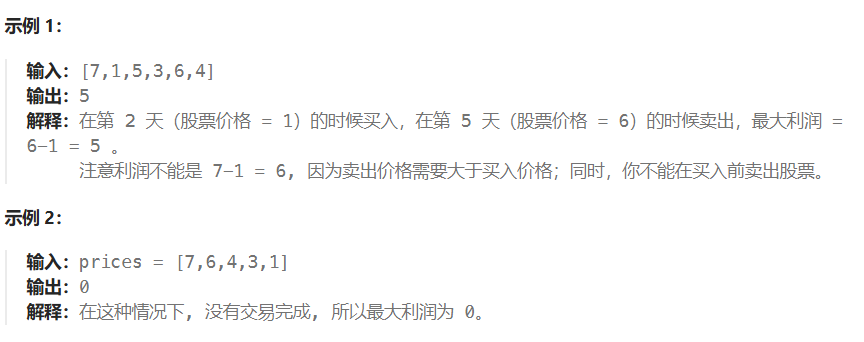 示例 1：
输入：[7,1,5,3,6,4]
输出：5
解释：在第 2 天（股票价格 = 1）的时候买入，在第 5 天（股票价格 = 6）的时候卖出，最大利润 =
6-1 = 5 。
注意利润不能是 7-1 = 6, 因为卖出价格需要大于买入价格；同时，你不能在买入前卖出股票。
示例 2：
输入：prices = [7,6,4,3,1]
输出：0
解释：在这种情况下, 没有交易完成, 所以最大利润为 0。